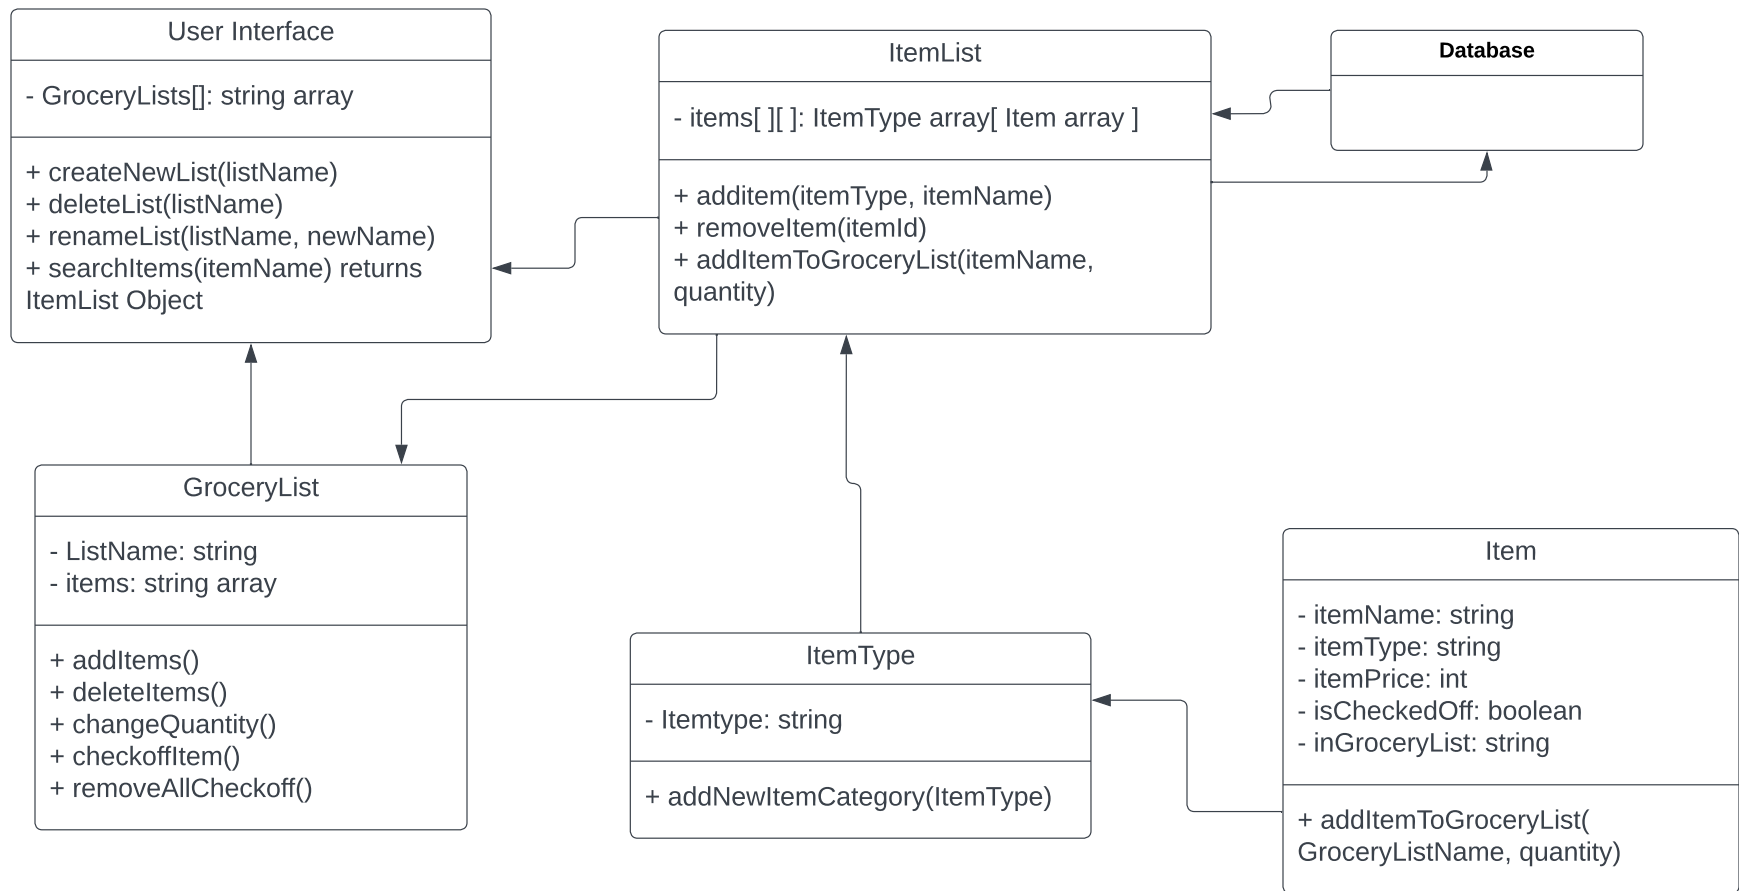 User Interface
- GroceryLists[]: string array
+ createNewList(listName)
+ deleteList(listName)
+ renameList(listName, newName)
+ searchItems(itemName) returns
ItemList Object
ItemList
- items[ ][ ]: ItemType array[ Item array ]
+ additem(itemType, itemName)
+ removeItem(itemId)
+ addItemToGroceryList(itemName,
quantity)
Database
GroceryList
- ListName: string
- items: string array
+ addItems()
+ deleteItems()
+ changeQuantity()
+ checkoffItem()
+ removeAllCheckoff()
ItemType
- Itemtype: string
+ addNewItemCategory(ItemType)
Item
- itemName: string
- itemType: string
- itemPrice: int
- isCheckedOff: boolean
- inGroceryList: string
+ addItemToGroceryList(
GroceryListName, quantity)